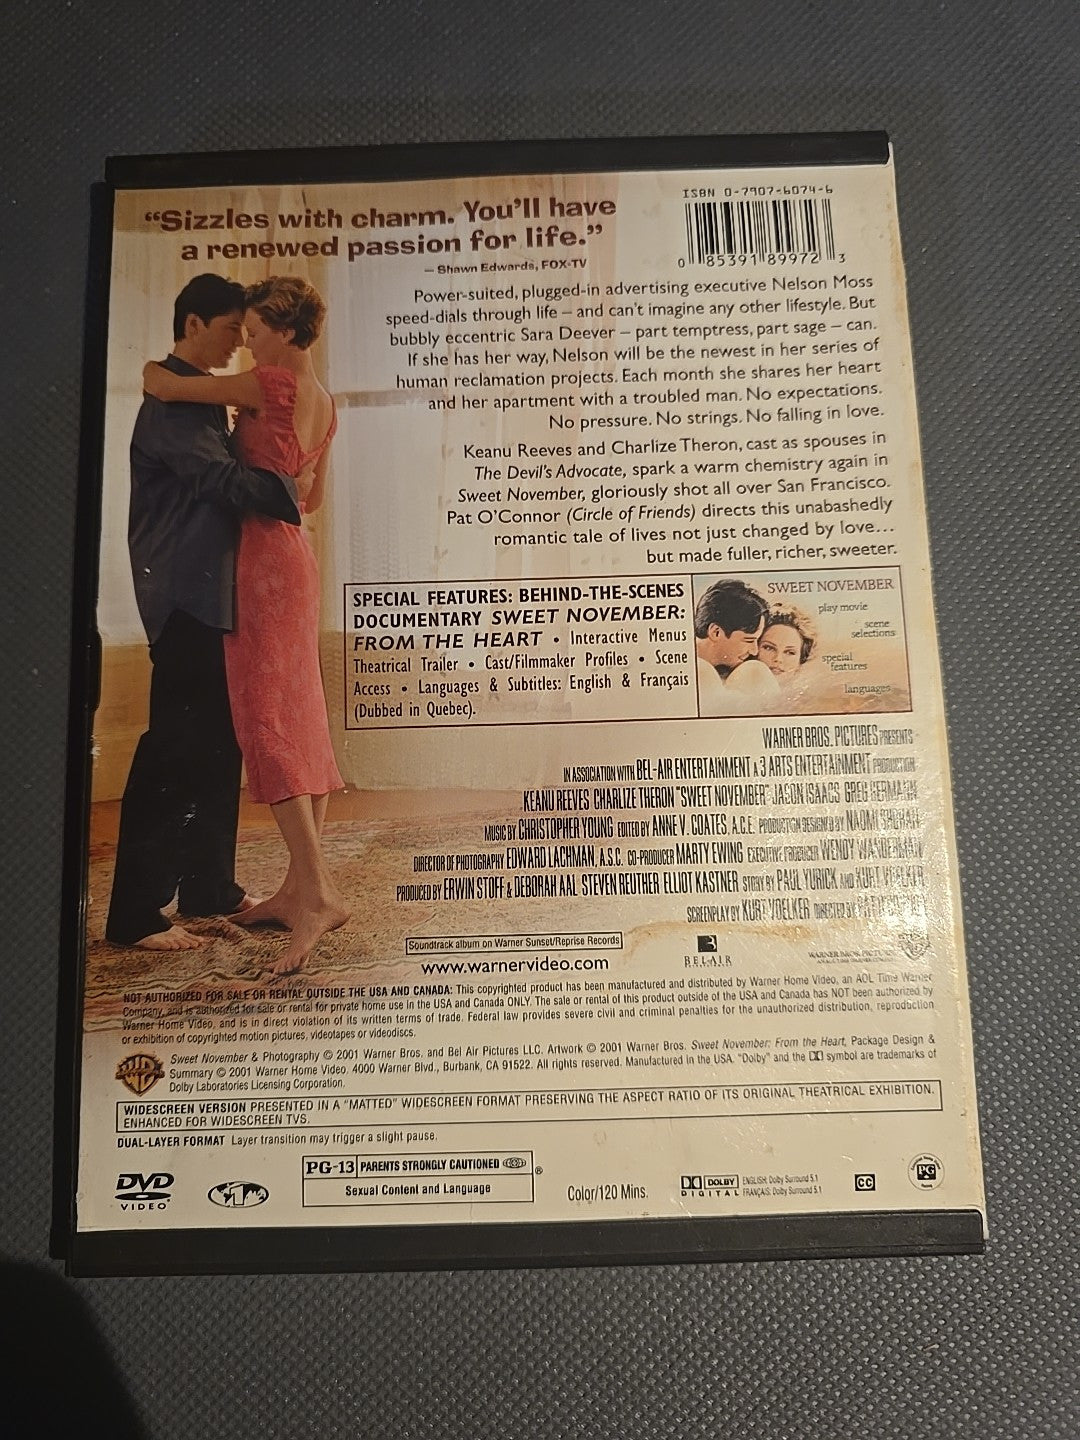 ISBN 0-7907-6074-6
0 85391 89972 3
“Sizzles with charm. You’ll have
a renewed passion for life.”
– Shawn Edwards, FOX-TV
Power-suited, plugged-in advertising executive Nelson Moss
speed-dials through life – and can’t imagine any other lifestyle. But
bubbly eccentric Sara Deever – part temptress, part sage – can.
If she has her way, Nelson will be the newest in her series of
human reclamation projects. Each month she shares her heart
and her apartment with a troubled man. No expectations.
No pressure. No strings. No falling in love.
Keanu Reeves and Charlize Theron, cast as spouses in
The Devil’s Advocate, spark a warm chemistry again in
Sweet November, gloriously shot all over San Francisco.
Pat O’Connor (Circle of Friends) directs this unabashedly
romantic tale of lives not just changed by love…
but made fuller, richer, sweeter.
SPECIAL FEATURES: BEHIND-THE-SCENES
DOCUMENTARY SWEET NOVEMBER:
FROM THE HEART • Interactive Menus
Theatrical Trailer • Cast/Filmmaker Profiles • Scene
Access • Languages & Subtitles: English & Français
(Dubbed in Quebec).
SWEET NOVEMBER
play movie
scene
selections
special
features
languages
WARNER BROS. PICTURES PRESENTS
IN ASSOCIATION WITH BEL-AIR ENTERTAINMENT A 3 ARTS ENTERTAINMENT PRODUCTION
KEANU REEVES CHARLIZE THERON "SWEET NOVEMBER" JASON ISAACS GREG GERMANN
MUSIC BY CHRISTOPHER YOUNG EDITED BY ANNE V. COATES, A.C.E. PRODUCTION DESIGNED BY NAOMI SHOHAN
DIRECTOR OF PHOTOGRAPHY EDWARD LACHMAN, A.S.C. CO-PRODUCER MARTY EWING EXECUTIVE PRODUCER WENDY WANDERMAN
PRODUCED BY ERWIN STOFF & DEBORAH AAL STEVEN REUTHER ELLIOT KASTNER STORY BY PAUL YURICK AND KURT VOELKER
SCREENPLAY BY KURT VOELKER DIRECTED BY
Soundtrack album on Warner Sunset/Reprise Records
www.warnervideo.com
BELAIR
WARNER BROS. PICTURES
NOT AUTHORIZED FOR SALE OR RENTAL OUTSIDE THE USA AND CANADA: This copyrighted product has been manufactured and distributed by Warner Home Video, an AOL Time Warner
Company, and is authorized for sale or rental for private home use in the USA and Canada ONLY. The sale or rental of this product outside of the USA and Canada has NOT been authorized by
Warner Home Video, and is in direct violation of its written terms of trade. Federal law provides severe civil and criminal penalties for the unauthorized distribution, reproduction
or exhibition of copyrighted motion pictures, videotapes or videodiscs.
Sweet November & Photography © 2001 Warner Bros. and Bel Air Pictures LLC. Artwork © 2001 Warner Bros. Sweet November: From the Heart, Package Design &
Summary © 2001 Warner Home Video. 4000 Warner Blvd., Burbank, CA 91522. All rights reserved. Manufactured in the USA. "Dolby" and the DD symbol are trademarks of
Dolby Laboratories Licensing Corporation.
WIDESCREEN VERSION PRESENTED IN A "MATTED" WIDESCREEN FORMAT PRESERVING THE ASPECT RATIO OF ITS ORIGINAL THEATRICAL EXHIBITION.
ENHANCED FOR WIDESCREEN TVS.
DUAL-LAYER FORMAT Layer transition may trigger a slight pause.
DVD
VIDEO
1
PG-13 PARENTS STRONGLY CAUTIONED ®
Sexual Content and Language
Color/120 Mins.
DOLBY
DIGITAL
ENGLISH: Dolby Surround 5.1
FRANÇAIS: Dolby Surround 5.1
CC
PG